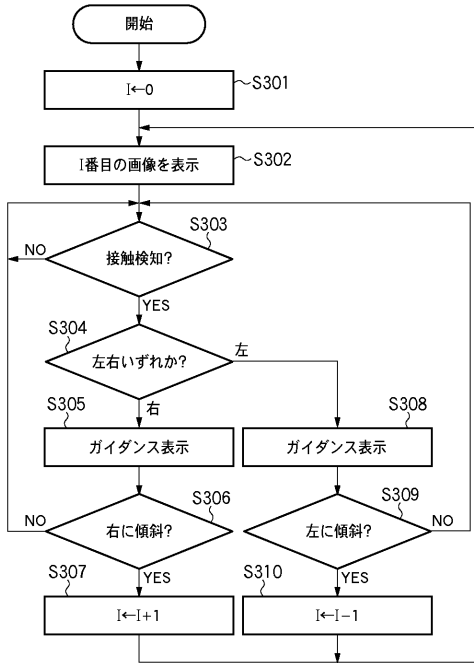 開始
I←0
S301
I番目の画像を表示
S302
接触検知?
S303
NO
YES
左右いずれか?
S304
左
右
ガイダンス表示
S305
ガイダンス表示
S308
右に傾斜?
S306
NO
YES
左に傾斜?
S309
NO
YES
I←I+1
S307
I←I−1
S310